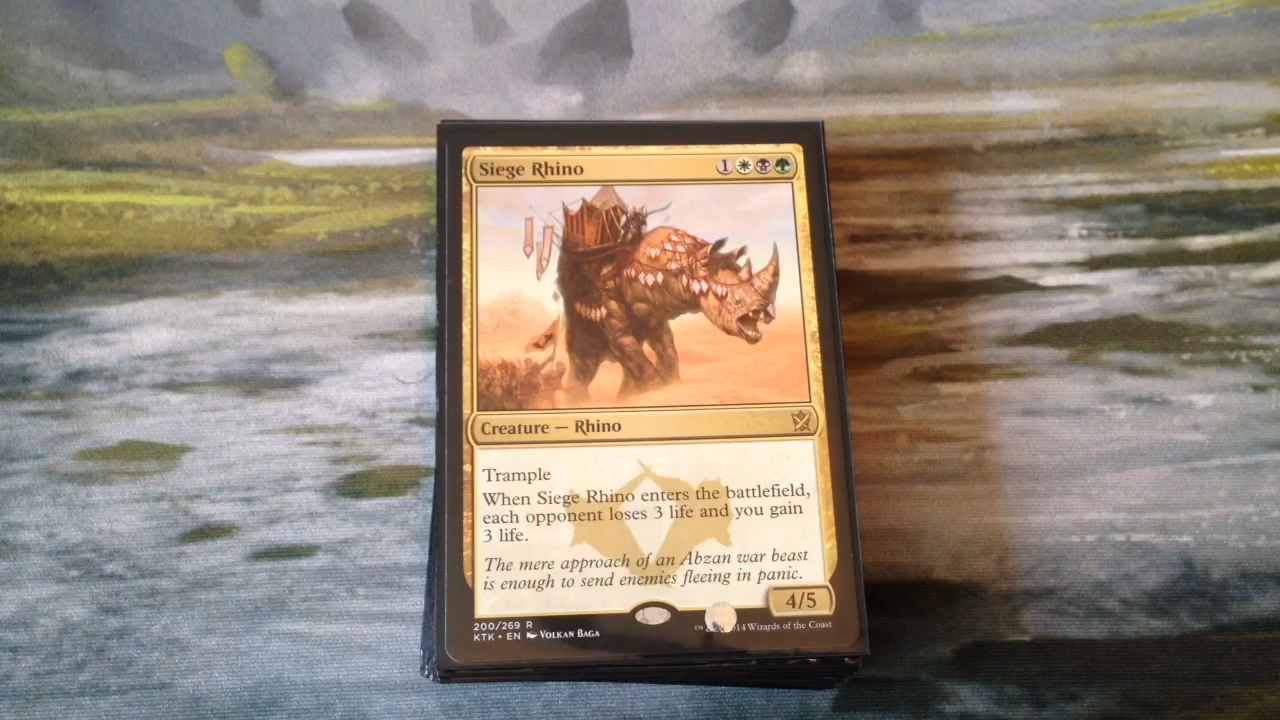 Siege Rhino 1
Creature — Rhino
Trample
When Siege Rhino enters the battlefield,
each opponent loses 3 life and you gain
3 life.
The mere approach of an Abzan war beast
is enough to send enemies fleeing in panic.
4/5
200/269 R
KTK • EN Volkan Baga
14 Wizards of the Coast